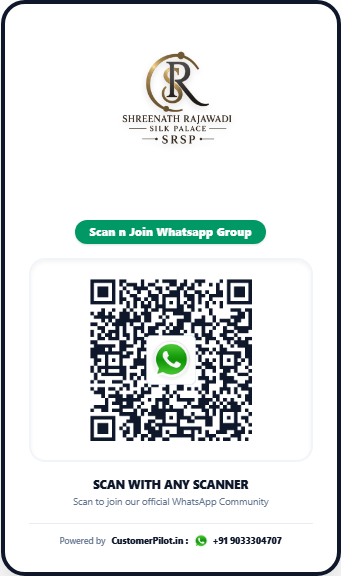 SR
SHREENATH RAJAWADI
SILK PALACE
SRSP
Scan n Join Whatsapp Group
SCAN WITH ANY SCANNER
Scan to join our official WhatsApp Community
Powered by CustomerPilot.in : +91 9033304707